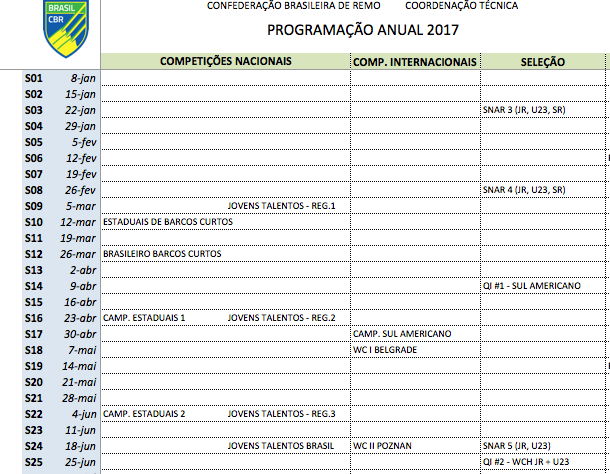 BRASIL
CBR
CONFEDERAÇÃO BRASILEIRA DE REMO COORDENAÇÃO TÉCNICA
PROGRAMAÇÃO ANUAL 2017
COMPETIÇÕES NACIONAIS COMP. INTERNACIONAIS SELEÇÃO
S01 8-jan
S02 15-jan
S03 22-jan SNAR 3 (JR, U23, SR)
S04 29-jan
S05 5-fev
S06 12-fev
S07 19-fev
S08 26-fev SNAR 4 (JR, U23, SR)
S09 5-mar JOVENS TALENTOS - REG.1
S10 12-mar ESTADUAIS DE BARCOS CURTOS
S11 19-mar
S12 26-mar BRASILEIRO BARCOS CURTOS
S13 2-abr
S14 9-abr QI #1 - SUL AMERICANO
S15 16-abr
S16 23-abr CAMP. ESTADUAIS 1 JOVENS TALENTOS - REG.2
S17 30-abr CAMP. SUL AMERICANO
S18 7-mai WC I BELGRADE
S19 14-mai
S20 21-mai
S21 28-mai
S22 4-jun CAMP. ESTADUAIS 2 JOVENS TALENTOS - REG.3
S23 11-jun
S24 18-jun JOVENS TALENTOS BRASIL WC II POZNAN SNAR 5 (JR, U23)
S25 25-jun QI #2 - WCH JR + U23